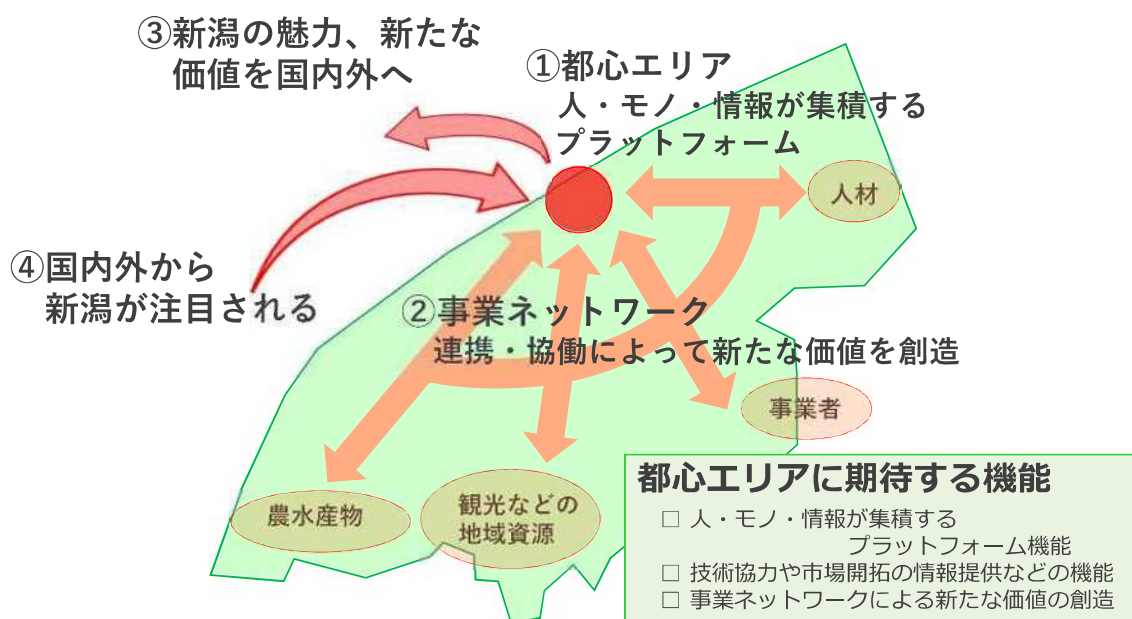 ③新潟の魅力、新たな
価値を国内外へ
①都心エリア
人・モノ・情報が集積する
プラットフォーム
人材
④国内外から
新潟が注目される
②事業ネットワーク
連携・協働によって新たな価値を創造
事業者
農水産物
観光などの
地域資源
都心エリアに期待する機能
□ 人・モノ・情報が集積する
プラットフォーム機能
□ 技術協力や市場開拓の情報提供などの機能
□ 事業ネットワークによる新たな価値の創造